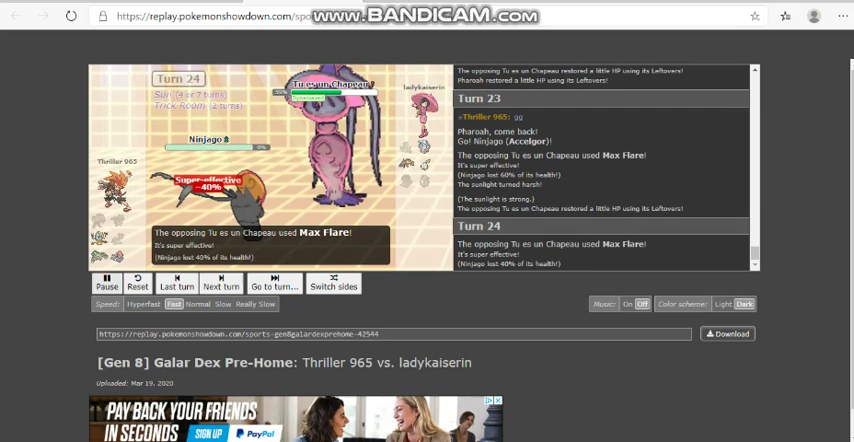 https://replay.pokemonshowdown.com/spo
www.BANDICAM.com
Turn 24
Sun (4 or 7 turns)
Trick Room (2 turns)
Tu es un Chapeau
ladykaiserin
Ninjago
Thriller 965
Super-effective
−40%
The opposing Tu es un Chapeau used Max Flare!
It's super effective!
(Ninjago lost 40% of its health!)
The opposing Tu es un Chapeau restored a little HP using its Leftovers!
Pharoah restored a little HP using its Leftovers!
Turn 23
☆Thriller 965: gg
Pharoah, come back!
Go! Ninjago (Accelgor)!
The opposing Tu es un Chapeau used Max Flare!
It's super effective!
(Ninjago lost 60% of its health!)
The sunlight turned harsh!
(The sunlight is strong.)
The opposing Tu es un Chapeau restored a little HP using its Leftovers!
Turn 24
The opposing Tu es un Chapeau used Max Flare!
It's super effective!
(Ninjago lost 40% of its health!)
Pause Reset Last turn Next turn Go to turn... Switch sides
Speed: Hyperfast Fast Normal Slow Really Slow
Music: On Off Color scheme: Light Dark
https://replay.pokemonshowdown.com/sports-gen8galardexprehome-42544
Download
[Gen 8] Galar Dex Pre-Home: Thriller 965 vs. ladykaiserin
Uploaded: Mar 19, 2020
PAY BACK YOUR FRIENDS
IN SECONDS SIGN UP PayPal